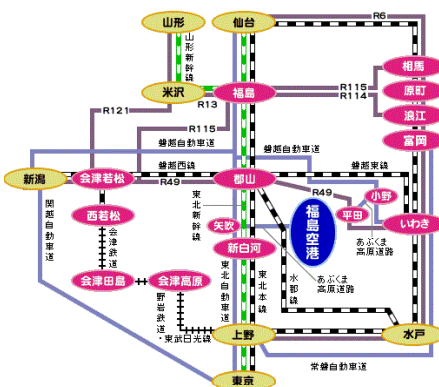 山形
仙台
R6
山形新幹線
相馬
米沢
福島
R115
原町
R13
R114
R121
浪江
R115
磐越自動車道
磐越自動車道
富岡
磐越西線
磐越東線
新潟
会津若松
郡山
R49
R49
小野
西若松
東北新幹線
矢吹
福島空港
平田
いわき
関越自動車道
会津鉄道
新白河
あぶくま高原道路
あぶくま
高原道路
会津田島
会津高原
東北自動車道
東北本線
水郡線
野岩鉄道
・東武日光線
上野
水戸
常磐自動車道
東京